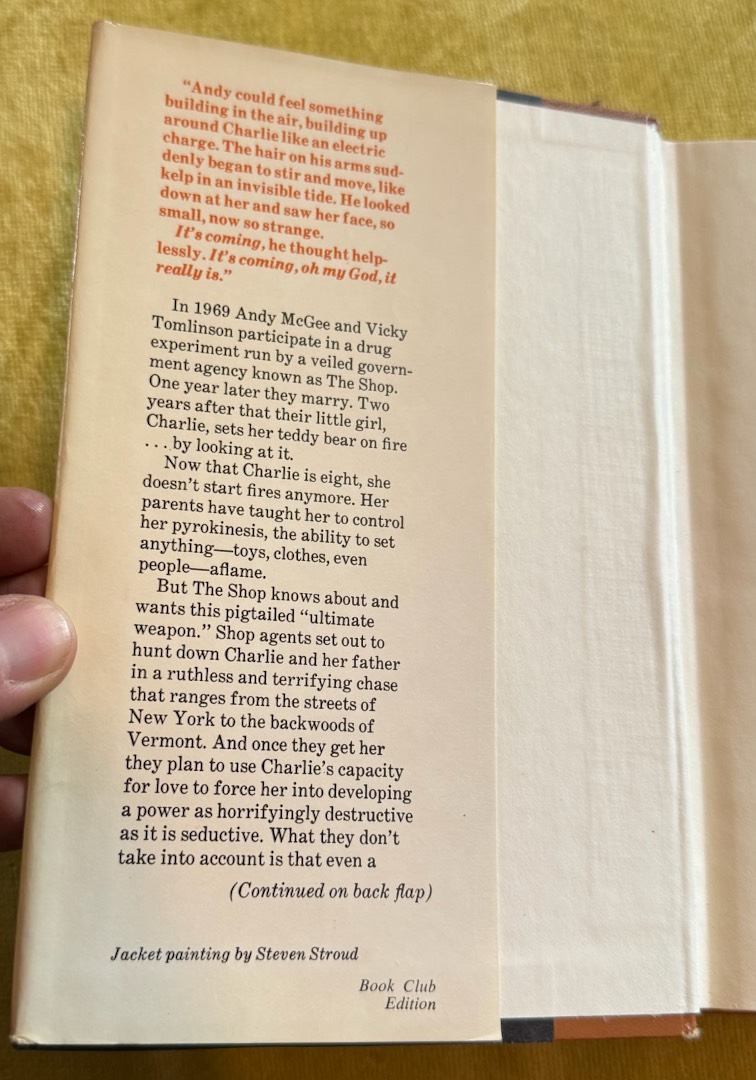 "Andy could feel something
building in the air, building up
around Charlie like an electric
charge. The hair on his arms sud-
denly began to stir and move, like
kelp in an invisible tide. He looked
down at her and saw her face, so
small, now so strange.
It's coming, he thought help-
lessly. It's coming, oh my God, it
really is."
In 1969 Andy McGee and Vicky
Tomlinson participate in a drug
experiment run by a veiled govern-
ment agency known as The Shop.
One year later they marry. Two
years after that their little girl,
Charlie, sets her teddy bear on fire
. . . by looking at it.
Now that Charlie is eight, she
doesn't start fires anymore. Her
parents have taught her to control
her pyrokinesis, the ability to set
anything—toys, clothes, even
people—aflame.
But The Shop knows about and
wants this pigtailed "ultimate
weapon." Shop agents set out to
hunt down Charlie and her father
in a ruthless and terrifying chase
that ranges from the streets of
New York to the backwoods of
Vermont. And once they get her
they plan to use Charlie's capacity
for love to force her into developing
a power as horrifyingly destructive
as it is seductive. What they don't
take into account is that even a
(Continued on back flap)
Jacket painting by Steven Stroud
Book Club
Edition